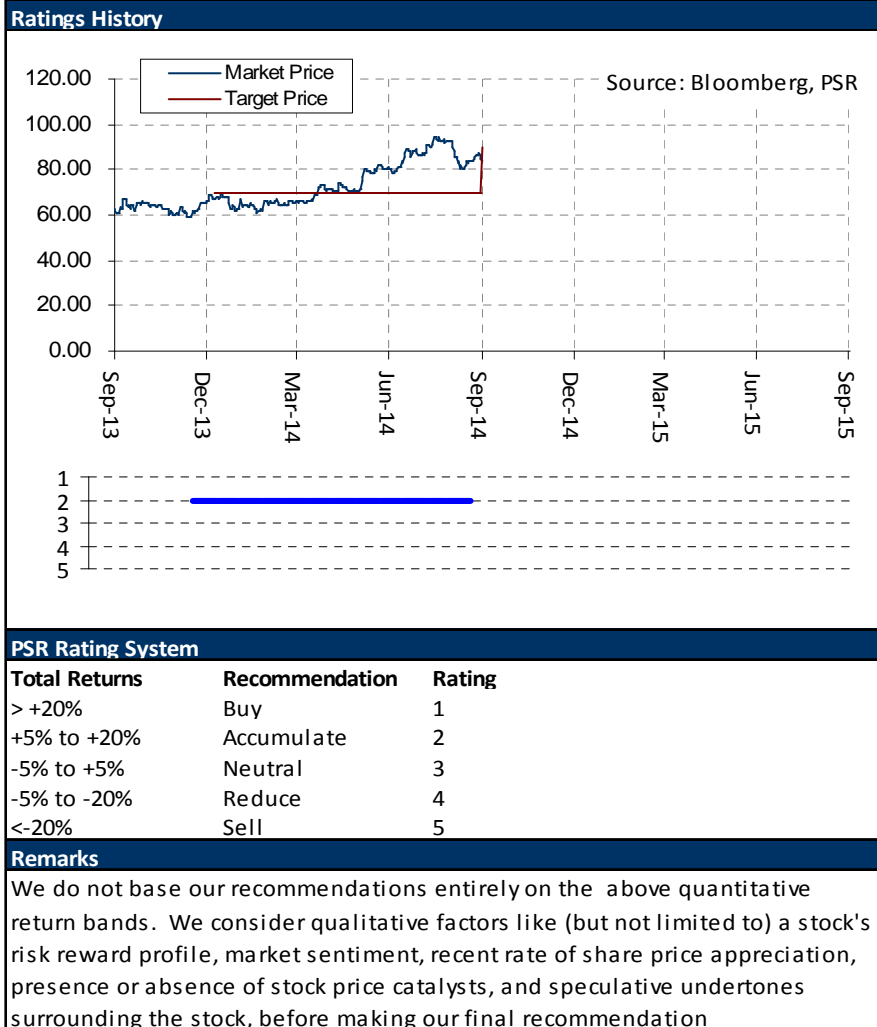 Ratings History
Market Price
Target Price
Source: Bloomberg, PSR
120.00
100.00
80.00
60.00
40.00
20.00
0.00
Sep-13
Dec-13
Mar-14
Jun-14
Sep-14
Dec-14
Mar-15
Jun-15
Sep-15
1
2
3
4
5
PSR Rating System
Total Returns Recommendation Rating
> +20% Buy 1
+5% to +20% Accumulate 2
-5% to +5% Neutral 3
-5% to -20% Reduce 4
<-20% Sell 5
Remarks
We do not base our recommendations entirely on the above quantitative
return bands. We consider qualitative factors like (but not limited to) a stock's
risk reward profile, market sentiment, recent rate of share price appreciation,
presence or absence of stock price catalysts, and speculative undertones
surrounding the stock, before making our final recommendation